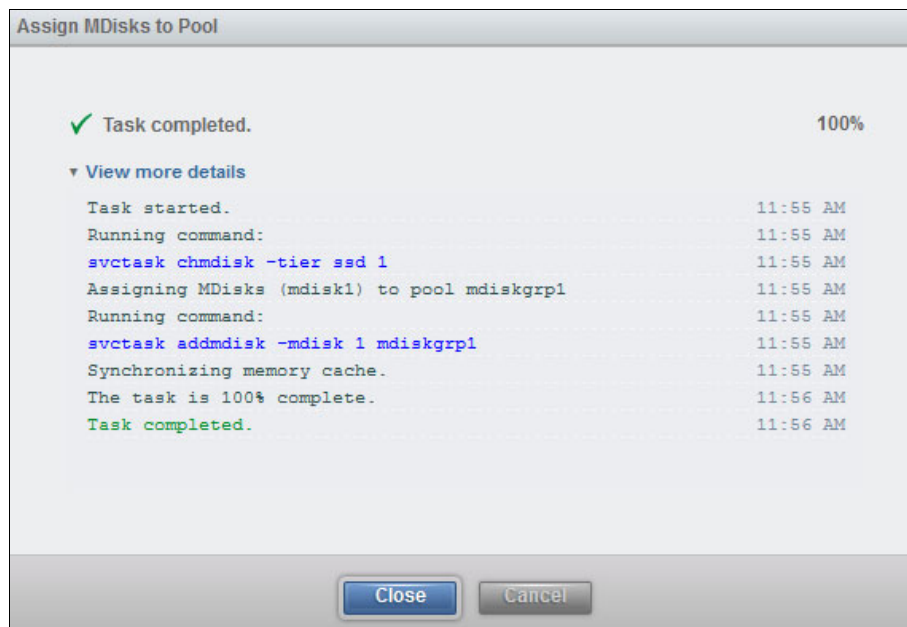 Assign MDisks to Pool
✓ Task completed. 100%
▾ View more details
Task started. 11:55 AM
Running command: 11:55 AM
svctask chmdisk -tier ssd 1 11:55 AM
Assigning MDisks (mdisk1) to pool mdiskgrp1 11:55 AM
Running command: 11:55 AM
svctask addmdisk -mdisk 1 mdiskgrp1 11:55 AM
Synchronizing memory cache. 11:55 AM
The task is 100% complete. 11:56 AM
Task completed. 11:56 AM
Close Cancel